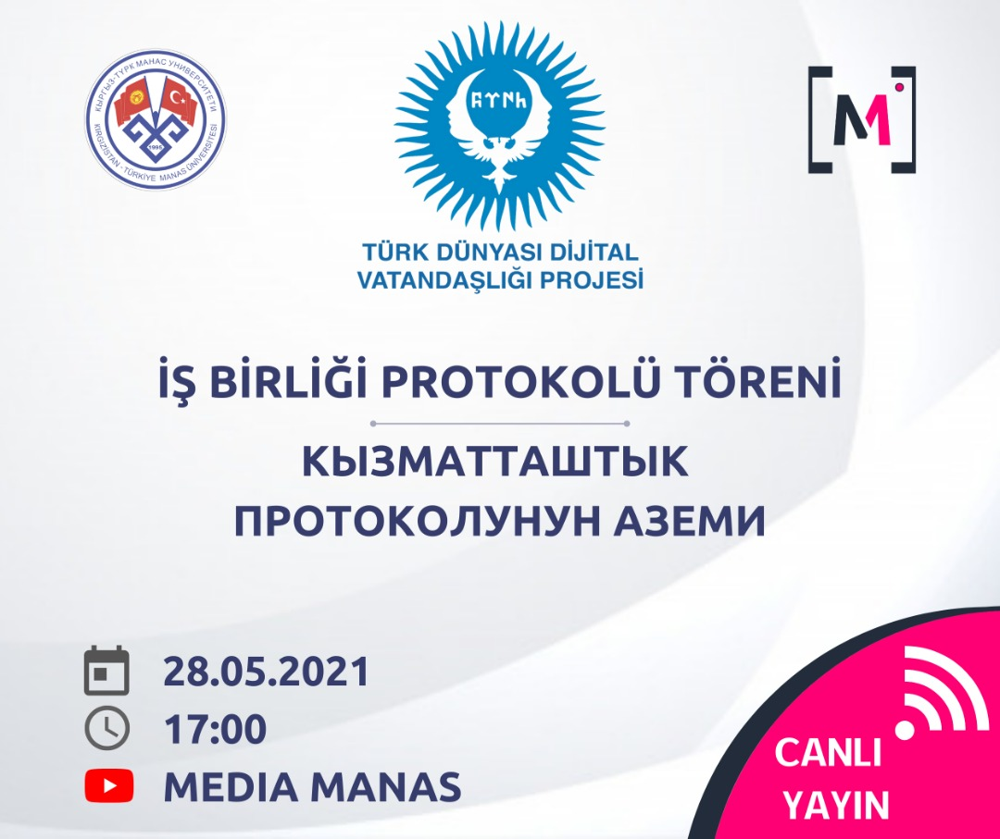 КЫРГЫЗ-ТҮРК МАНАС УНИВЕРСИТЕТИ
1995
KIRGIZİSTAN - TÜRKİYE MANAS ÜNİVERSİTESİ
[M]
TÜRK DÜNYASI DİJİTAL
VATANDAŞLIĞI PROJESİ
İŞ BİRLİĞİ PROTOKOLÜ TÖRENİ
КЫЗМАТТАШТЫК
ПРОТОКОЛУНУН АЗЕМИ
28.05.2021
17:00
MEDIA MANAS
CANLI
YAYIN